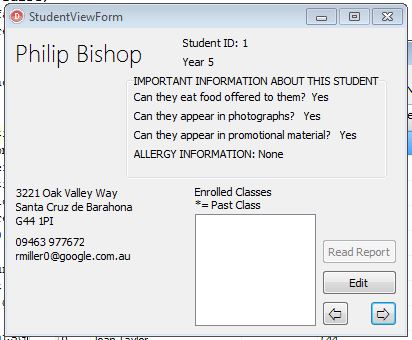 StudentViewForm
Philip Bishop
Student ID: 1
Year 5
IMPORTANT INFORMATION ABOUT THIS STUDENT
Can they eat food offered to them? Yes
Can they appear in photographs? Yes
Can they appear in promotional material? Yes
ALLERGY INFORMATION: None
3221 Oak Valley Way
Santa Cruz de Barahona
G44 1PI
09463 977672
rmiller0@google.com.au
Enrolled Classes
*= Past Class
Read Report
Edit